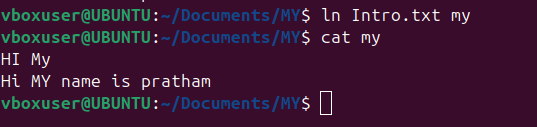 vboxuser@UBUNTU:~/Documents/MY$ ln Intro.txt my
vboxuser@UBUNTU:~/Documents/MY$ cat my
HI My
Hi MY name is pratham
vboxuser@UBUNTU:~/Documents/MY$